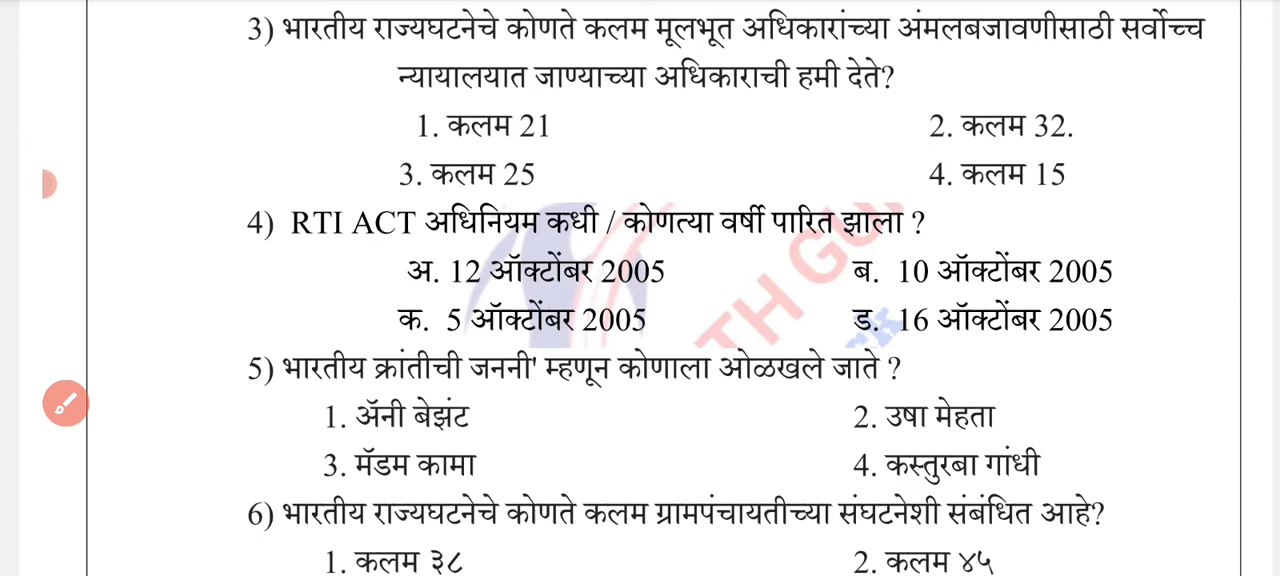 3) भारतीय राज्यघटनेचे कोणते कलम मूलभूत अधिकारांच्या अंमलबजावणीसाठी सर्वोच्च
न्यायालयात जाण्याच्या अधिकाराची हमी देते?
1. कलम 21 2. कलम 32.
3. कलम 25 4. कलम 15
4) RTI ACT अधिनियम कधी / कोणत्या वर्षी पारित झाला ?
अ. 12 ऑक्टोंबर 2005 ब. 10 ऑक्टोंबर 2005
क. 5 ऑक्टोंबर 2005 ड. 16 ऑक्टोंबर 2005
5) भारतीय क्रांतीची जननी' म्हणून कोणाला ओळखले जाते ?
1. ॲनी बेझंट 2. उषा मेहता
3. मॅडम कामा 4. कस्तुरबा गांधी
6) भारतीय राज्यघटनेचे कोणते कलम ग्रामपंचायतीच्या संघटनेशी संबंधित आहे?
1. कलम ३८ 2. कलम ४५